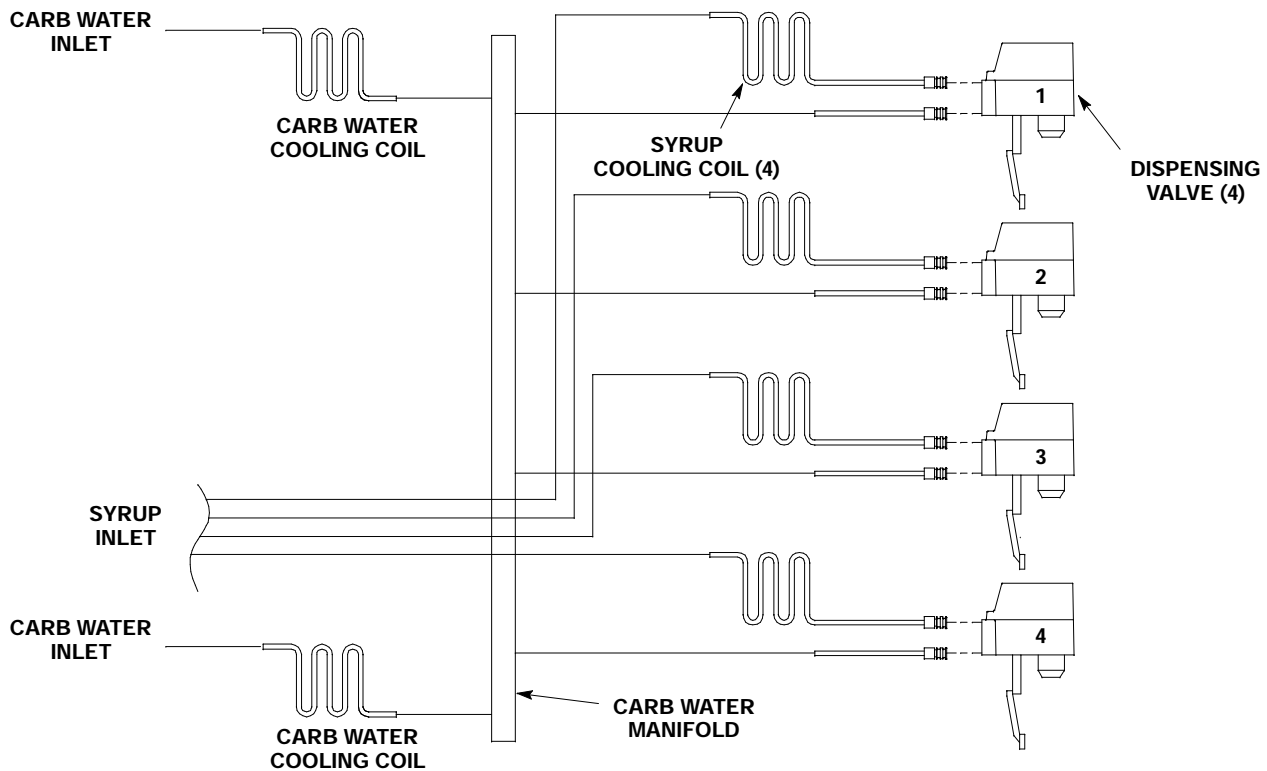 CARB WATER
INLET
CARB WATER
COOLING COIL
SYRUP
COOLING COIL (4)
1
DISPENSING
VALVE (4)
2
3
SYRUP
INLET
4
CARB WATER
INLET
CARB WATER
COOLING COIL
CARB WATER
MANIFOLD